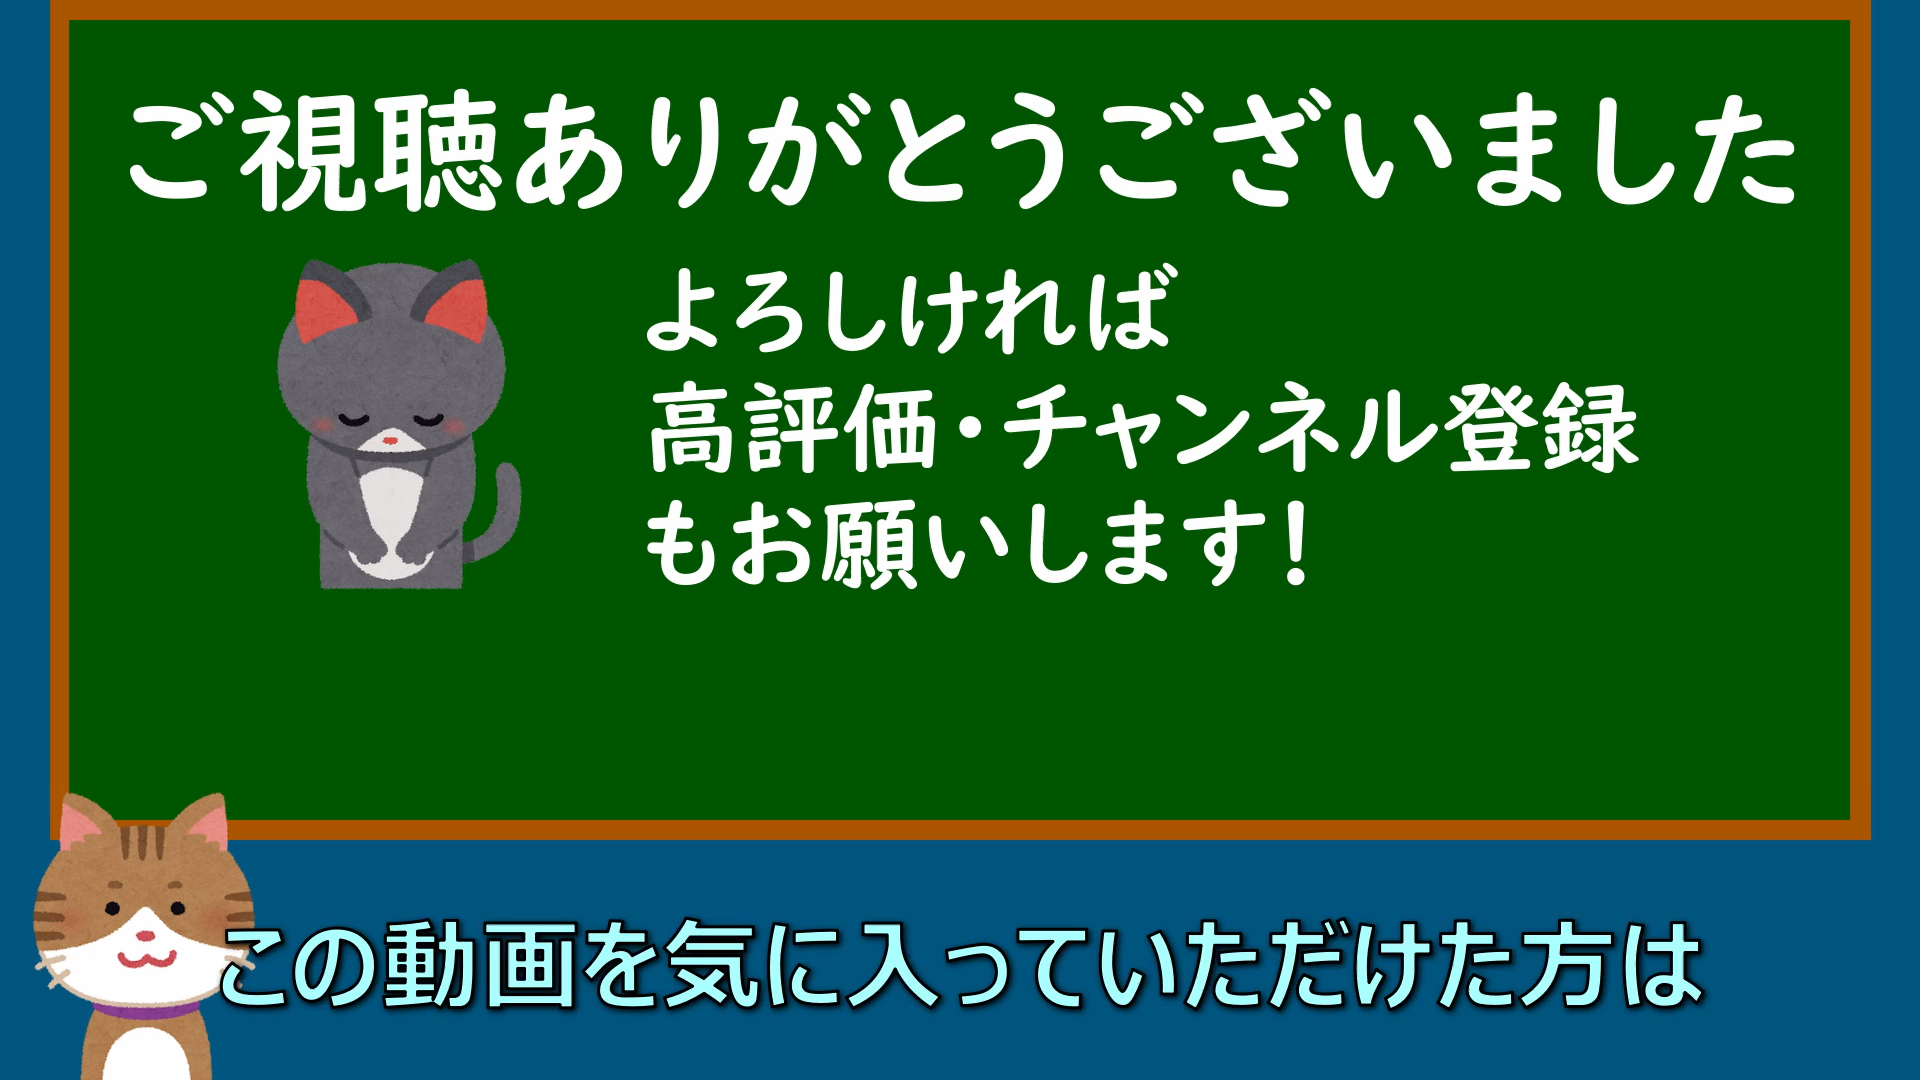 ご視聴ありがとうございました
よろしければ
高評価・チャンネル登録
もお願いします!
この動画を気に入っていただけた方は